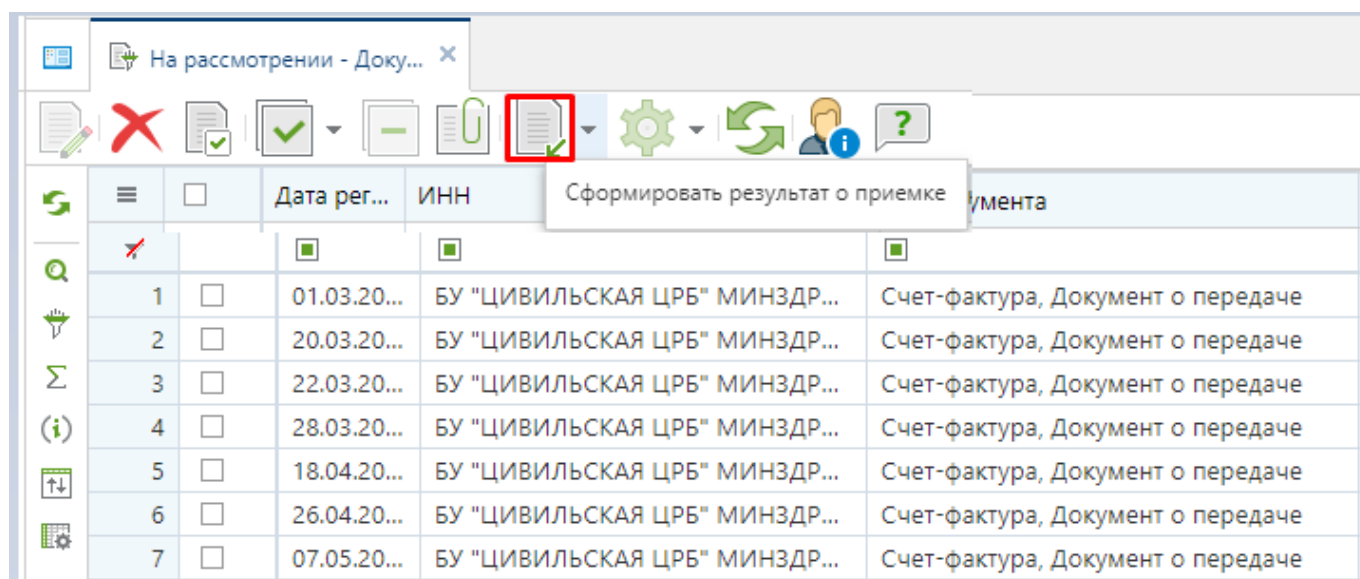 На рассмотрении - Доку...
?
i
Сформировать результат о приемке
Дата рег... ИНН умента
1 01.03.20... БУ "ЦИВИЛЬСКАЯ ЦРБ" МИНЗДР... Счет-фактура, Документ о передаче
2 20.03.20... БУ "ЦИВИЛЬСКАЯ ЦРБ" МИНЗДР... Счет-фактура, Документ о передаче
3 22.03.20... БУ "ЦИВИЛЬСКАЯ ЦРБ" МИНЗДР... Счет-фактура, Документ о передаче
4 28.03.20... БУ "ЦИВИЛЬСКАЯ ЦРБ" МИНЗДР... Счет-фактура, Документ о передаче
5 18.04.20... БУ "ЦИВИЛЬСКАЯ ЦРБ" МИНЗДР... Счет-фактура, Документ о передаче
6 26.04.20... БУ "ЦИВИЛЬСКАЯ ЦРБ" МИНЗДР... Счет-фактура, Документ о передаче
7 07.05.20... БУ "ЦИВИЛЬСКАЯ ЦРБ" МИНЗДР... Счет-фактура, Документ о передаче